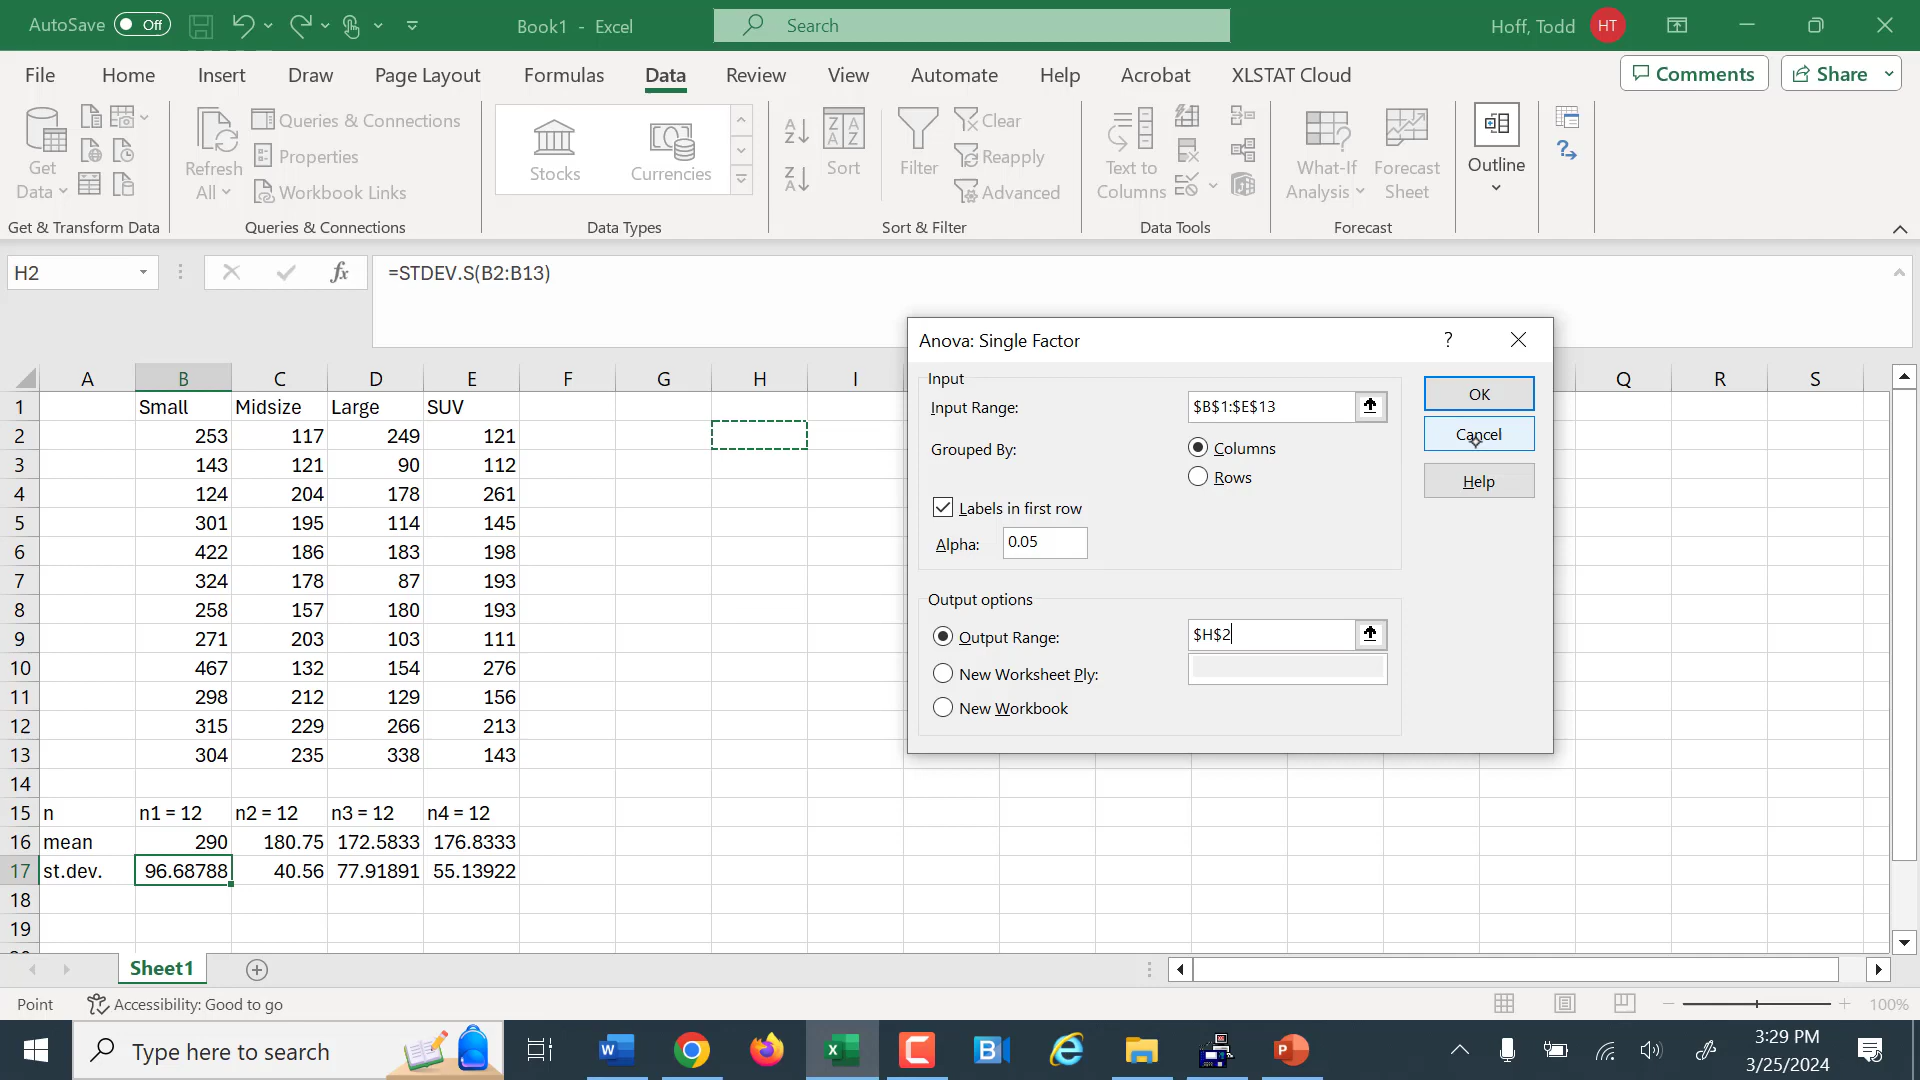 AutoSave Off Book1 - Excel Search Hoff, Todd HT
File Home Insert Draw Page Layout Formulas Data Review View Automate Help Acrobat XLSTAT Cloud Comments Share
Get Data
Refresh All
Queries & Connections
Properties
Workbook Links
Stocks Currencies
Sort
Filter
Clear
Reapply
Advanced
Text to Columns
What-If Analysis
Forecast Sheet
Outline
Get & Transform Data Queries & Connections Data Types Sort & Filter Data Tools Forecast
H2 fx =STDEV.S(B2:B13)
A B C D E F G H I Q R S
1 Small Midsize Large SUV
2 253 117 249 121
3 143 121 90 112
4 124 204 178 261
5 301 195 114 145
6 422 186 183 198
7 324 178 87 193
8 258 157 180 193
9 271 203 103 111
10 467 132 154 276
11 298 212 129 156
12 315 229 266 213
13 304 235 338 143
14
15 n n1 = 12 n2 = 12 n3 = 12 n4 = 12
16 mean 290 180.75 172.5833 176.8333
17 st.dev. 96.68788 40.56 77.91891 55.13922
18
19
Anova: Single Factor ?
Input
Input Range: $B$1:$E$13
Grouped By: Columns
Rows
Labels in first row
Alpha: 0.05
Output options
Output Range: $H$2
New Worksheet Ply:
New Workbook
OK
Cancel
Help
Sheet1
Point Accessibility: Good to go 100%
Type here to search
3:29 PM
3/25/2024